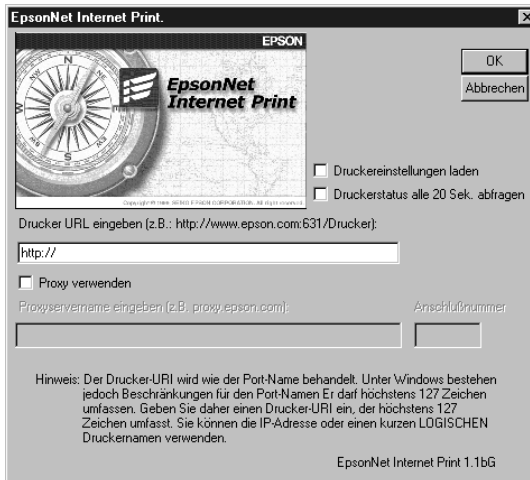 EpsonNet Internet Print.
EPSON
N
W
E
S
EpsonNet
Internet Print
OK
Abbrechen
Druckereinstellungen laden
Druckerstatus alle 20 Sek. abfragen
Drucker URL eingeben (z.B.: http://www.epson.com:631/Drucker):
http://
Proxy verwenden
Proxyservername eingeben (z.B. proxy.epson.com):
Anschlußnummer
Hinweis: Der Drucker-URI wird wie der Port-Name behandelt. Unter Windows bestehen
jedoch Beschränkungen für den Port-Namen Er darf höchstens 127 Zeichen
umfassen. Geben Sie daher einen Drucker-URI ein, der höchstens 127
Zeichen umfasst. Sie können die IP-Adresse oder einen kurzen LOGISCHEN
Druckernamen verwenden.
EpsonNet Internet Print 1.1bG